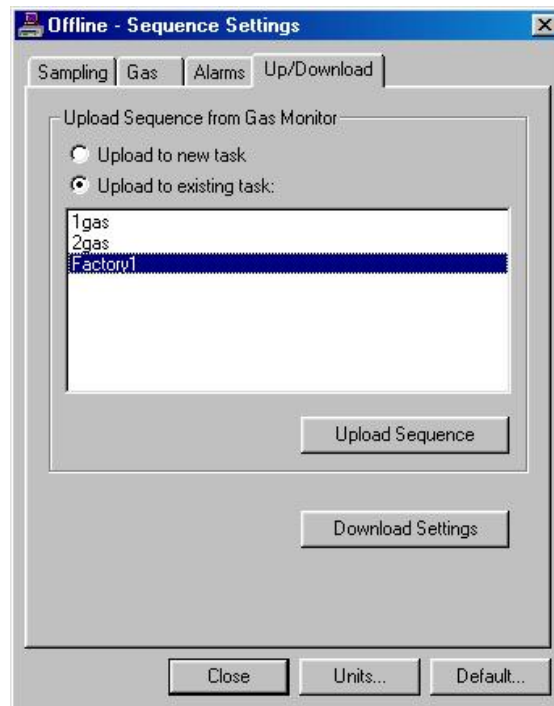 Offline - Sequence Settings
Sampling Gas Alarms Up/Download
Upload Sequence from Gas Monitor
Upload to new task
Upload to existing task:
1gas
2gas
Factory1
Upload Sequence
Download Settings
Close Units... Default...